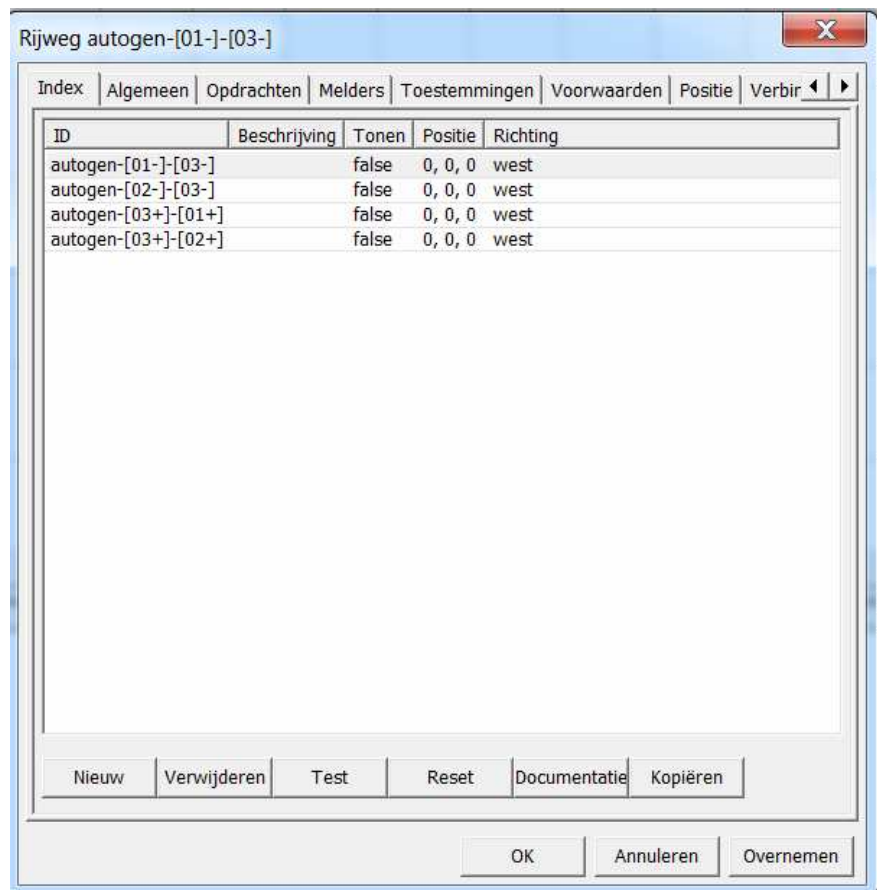 Rijweg autogen-[01-]-[03-]
Index Algemeen Opdrachten Melders Toestemmingen Voorwaarden Positie Verbir
ID Beschrijving Tonen Positie Richting
autogen-[01-]-[03-] false 0, 0, 0 west
autogen-[02-]-[03-] false 0, 0, 0 west
autogen-[03+]-[01+] false 0, 0, 0 west
autogen-[03+]-[02+] false 0, 0, 0 west
Nieuw Verwijderen Test Reset Documentatie Kopiëren
OK Annuleren Overnemen